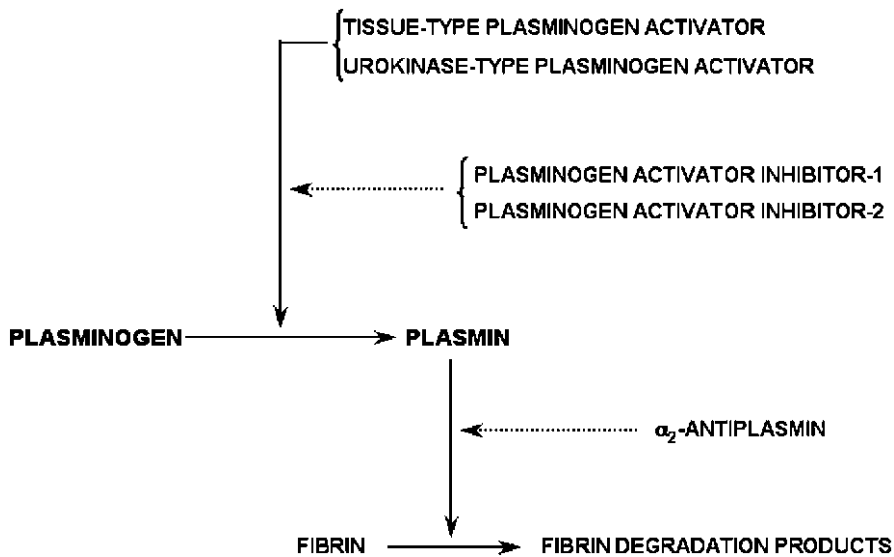 TISSUE-TYPE PLASMINOGEN ACTIVATOR
UROKINASE-TYPE PLASMINOGEN ACTIVATOR
PLASMINOGEN ACTIVATOR INHIBITOR-1
PLASMINOGEN ACTIVATOR INHIBITOR-2
PLASMINOGEN PLASMIN
α₂-ANTIPLASMIN
FIBRIN FIBRIN DEGRADATION PRODUCTS